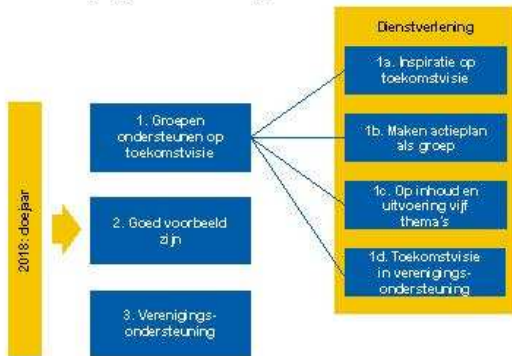 Dienstverlening
1a. Inspiratie op
toekomstvisie
1. Groepen
ondersteunen op
toekomstvisie
1b. Maken actieplan
als groep
2018: doejaar
2. Goed voorbeeld
zijn
1c. Op inhoud en
uitvoering vijf
thema's
1d. Toekomstvisie
in verenigings-
ondersteuning
3. Verenigings-
ondersteuning